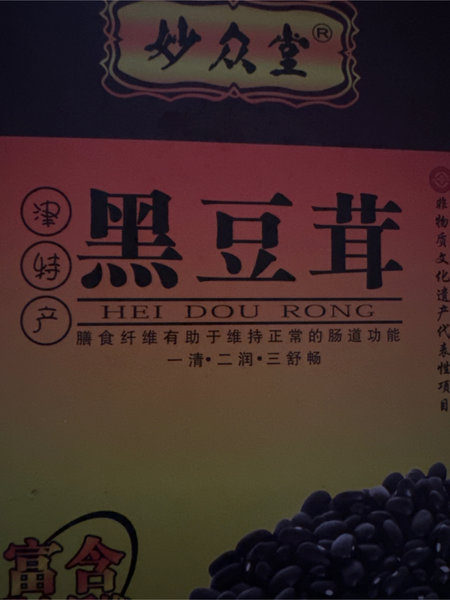 妙众堂®
津特产
黑豆茸
HEI DOU RONG
膳食纤维有助于维持正常的肠道功能
一清·二润·三舒畅
非物质文化遗产代表性项目
富含